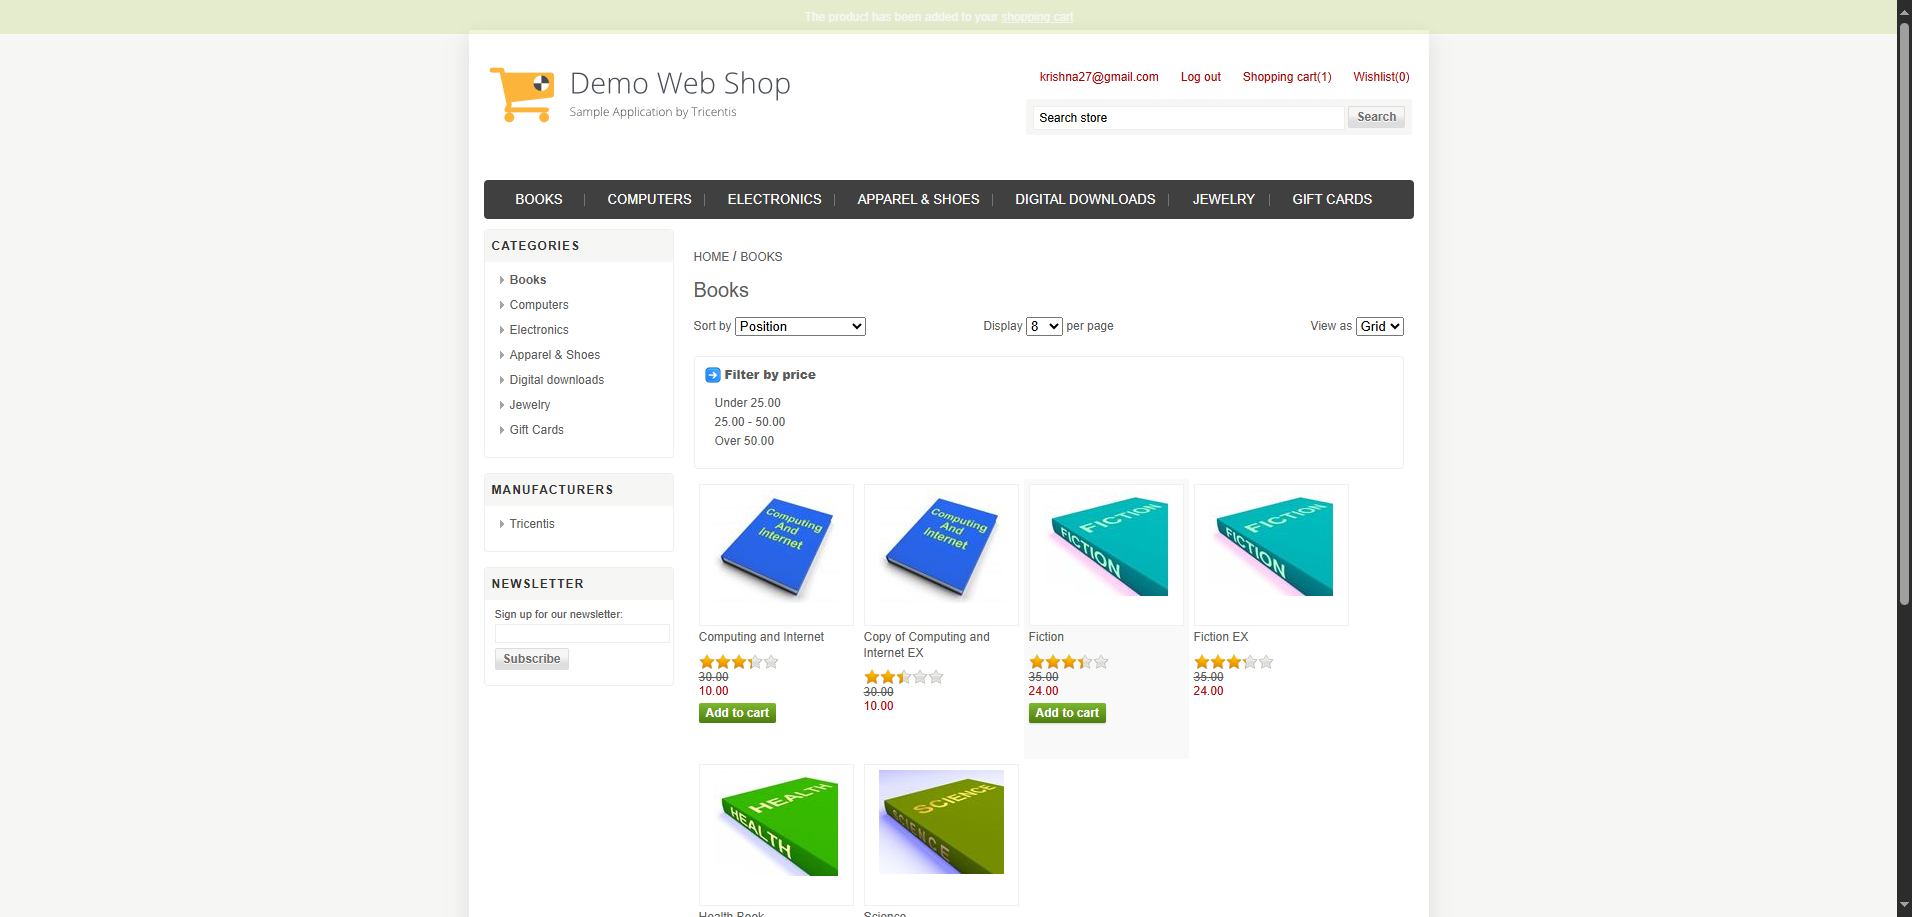 The product has been added to your shopping cart
Demo Web Shop
Sample Application by Tricentis
krishna27@gmail.com Log out Shopping cart(1) Wishlist(0)
Search store Search
BOOKS COMPUTERS ELECTRONICS APPAREL & SHOES DIGITAL DOWNLOADS JEWELRY GIFT CARDS
CATEGORIES
Books
Computers
Electronics
Apparel & Shoes
Digital downloads
Jewelry
Gift Cards
MANUFACTURERS
Tricentis
NEWSLETTER
Sign up for our newsletter:
Subscribe
HOME / BOOKS
Books
Sort by Position Display 8 per page View as Grid
Filter by price
Under 25.00
25.00 - 50.00
Over 50.00
Computing
And
Internet
Computing and Internet
30.00
10.00
Add to cart
Computing
And
Internet
Copy of Computing and
Internet EX
30.00
10.00
FICTION
FICTION
Fiction
35.00
24.00
Add to cart
FICTION
FICTION
Fiction EX
35.00
24.00
HEALTH
HEALTH
Health Book
SCIENCE
SCIENCE
Science